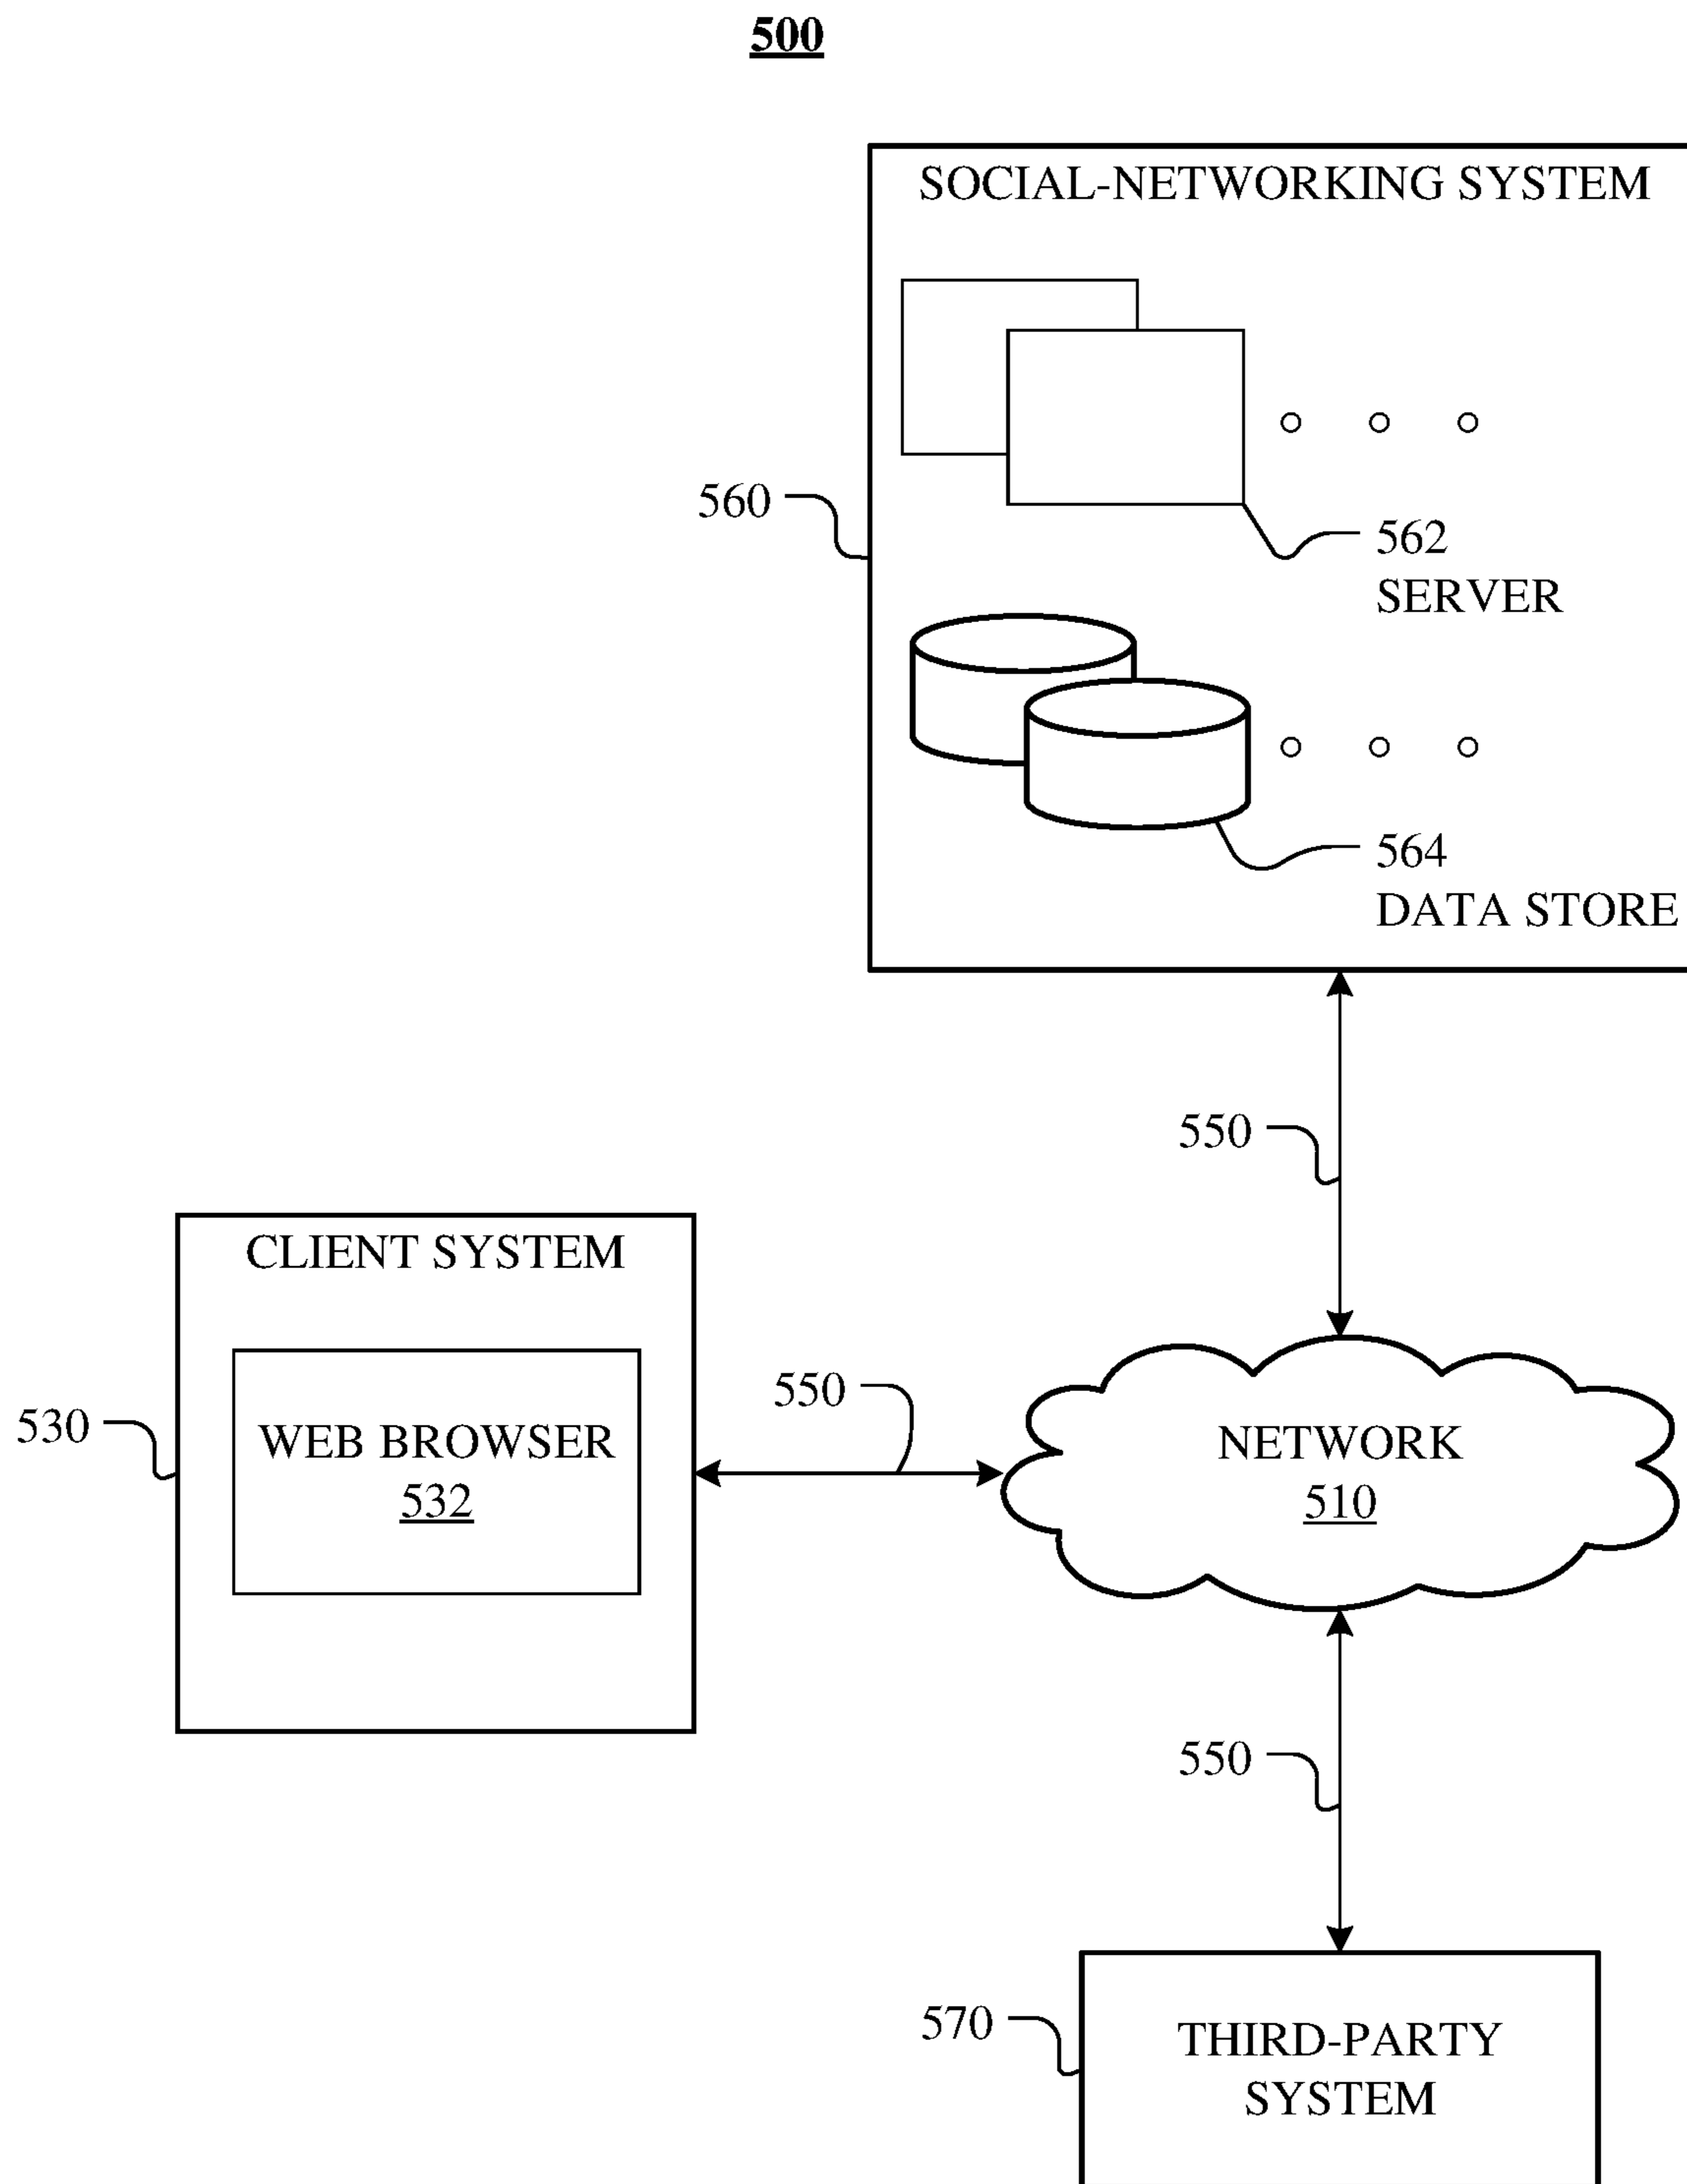 500
SOCIAL-NETWORKING SYSTEM
560
562
SERVER
564
DATA STORE
550
CLIENT SYSTEM
530
WEB BROWSER
532
550
NETWORK
510
550
570
THIRD-PARTY
SYSTEM